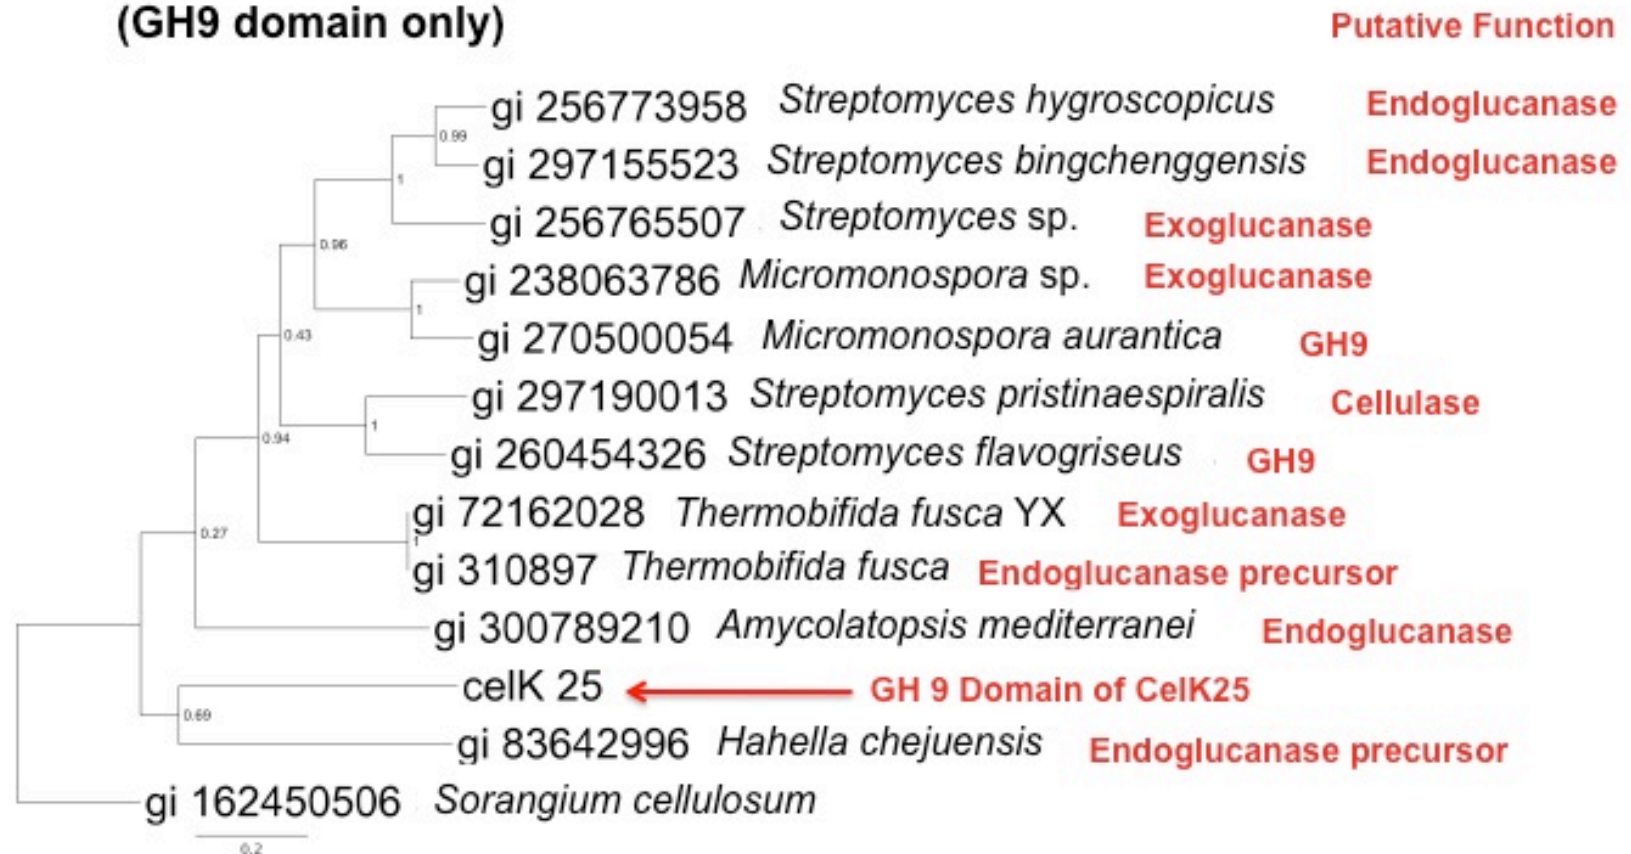 (GH9 domain only) Putative Function
gi 256773958 Streptomyces hygroscopicus Endoglucanase
0.99
gi 297155523 Streptomyces bingchenggensis Endoglucanase
1
gi 256765507 Streptomyces sp. Exoglucanase
0.96
gi 238063786 Micromonospora sp. Exoglucanase
1
0.43
gi 270500054 Micromonospora aurantica GH9
gi 297190013 Streptomyces pristinaespiralis Cellulase
1
0.94
gi 260454326 Streptomyces flavogriseus GH9
gi 72162028 Thermobifida fusca YX Exoglucanase
0.27
1
gi 310897 Thermobifida fusca Endoglucanase precursor
gi 300789210 Amycolatopsis mediterranei Endoglucanase
celK 25 GH 9 Domain of CelK25
0.69
gi 83642996 Hahella chejuensis Endoglucanase precursor
gi 162450506 Sorangium cellulosum
0.2